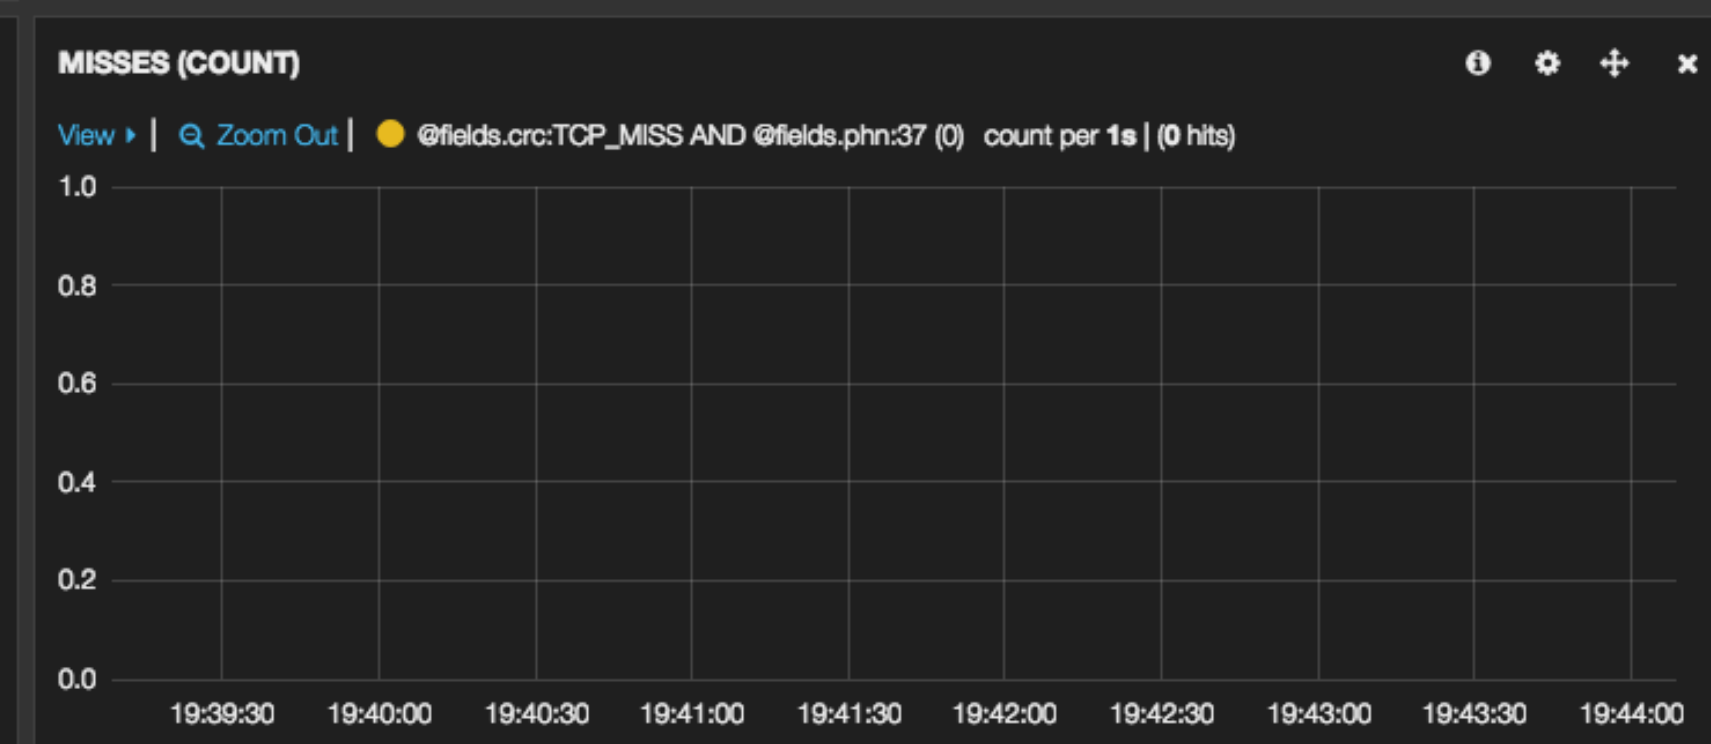 MISSES (COUNT)
View | Zoom Out | @fields.crc:TCP_MISS AND @fields.phn:37 (0) count per 1s | (0 hits)
1.0
0.8
0.6
0.4
0.2
0.0
19:39:30 19:40:00 19:40:30 19:41:00 19:41:30 19:42:00 19:42:30 19:43:00 19:43:30 19:44:00